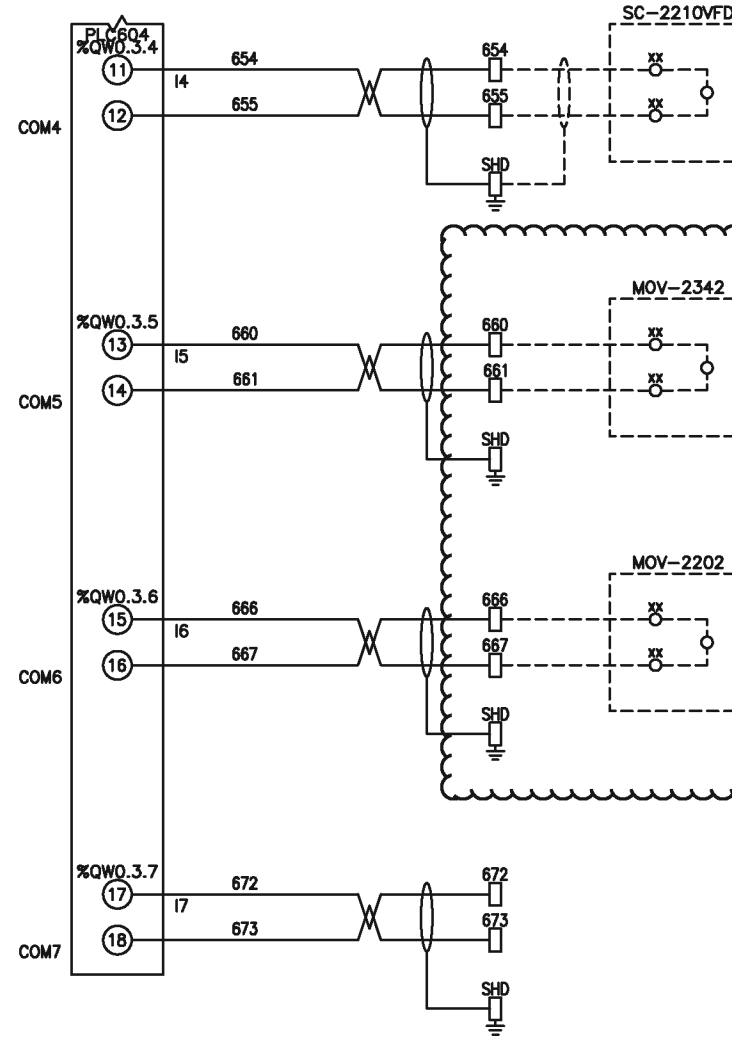 SC-2210VFD
PLC604
%QW0.3.4
11
654
654
xx
I4
12
655
655
xx
COM4
SHD
MOV-2342
%QW0.3.5
13
660
660
xx
I5
14
661
661
xx
COM5
SHD
MOV-2202
%QW0.3.6
15
666
666
xx
I6
16
667
667
xx
COM6
SHD
%QW0.3.7
17
672
672
I7
18
673
673
COM7
SHD